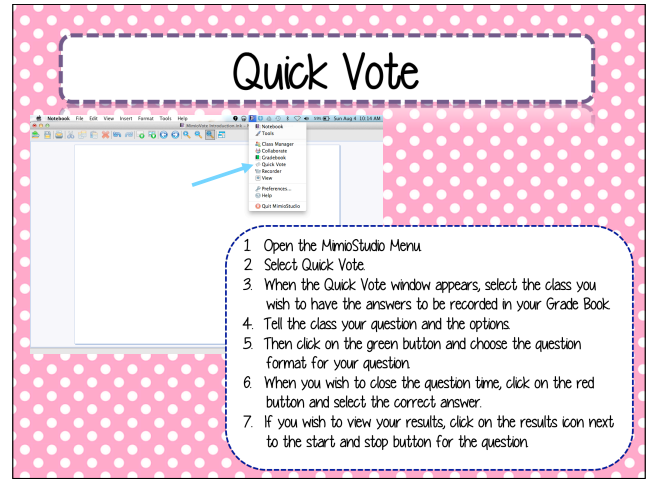 Quick Vote
Notebook File Edit View Insert Format Tools Help Sun Aug 4 10:14 AM
Notebook
Tools
Class Manager
Collaborate
Gradebook
Quick Vote
Recorder
View
Preferences...
Help
Quit MimioStudio
1. Open the MimioStudio Menu.
2. Select Quick Vote.
3. When the Quick Vote window appears, select the class you
wish to have the answers to be recorded in your Grade Book.
4. Tell the class your question and the options.
5. Then click on the green button and choose the question
format for your question.
6. When you wish to close the question time, click on the red
button and select the correct answer.
7. If you wish to view your results, click on the results icon next
to the start and stop button for the question.